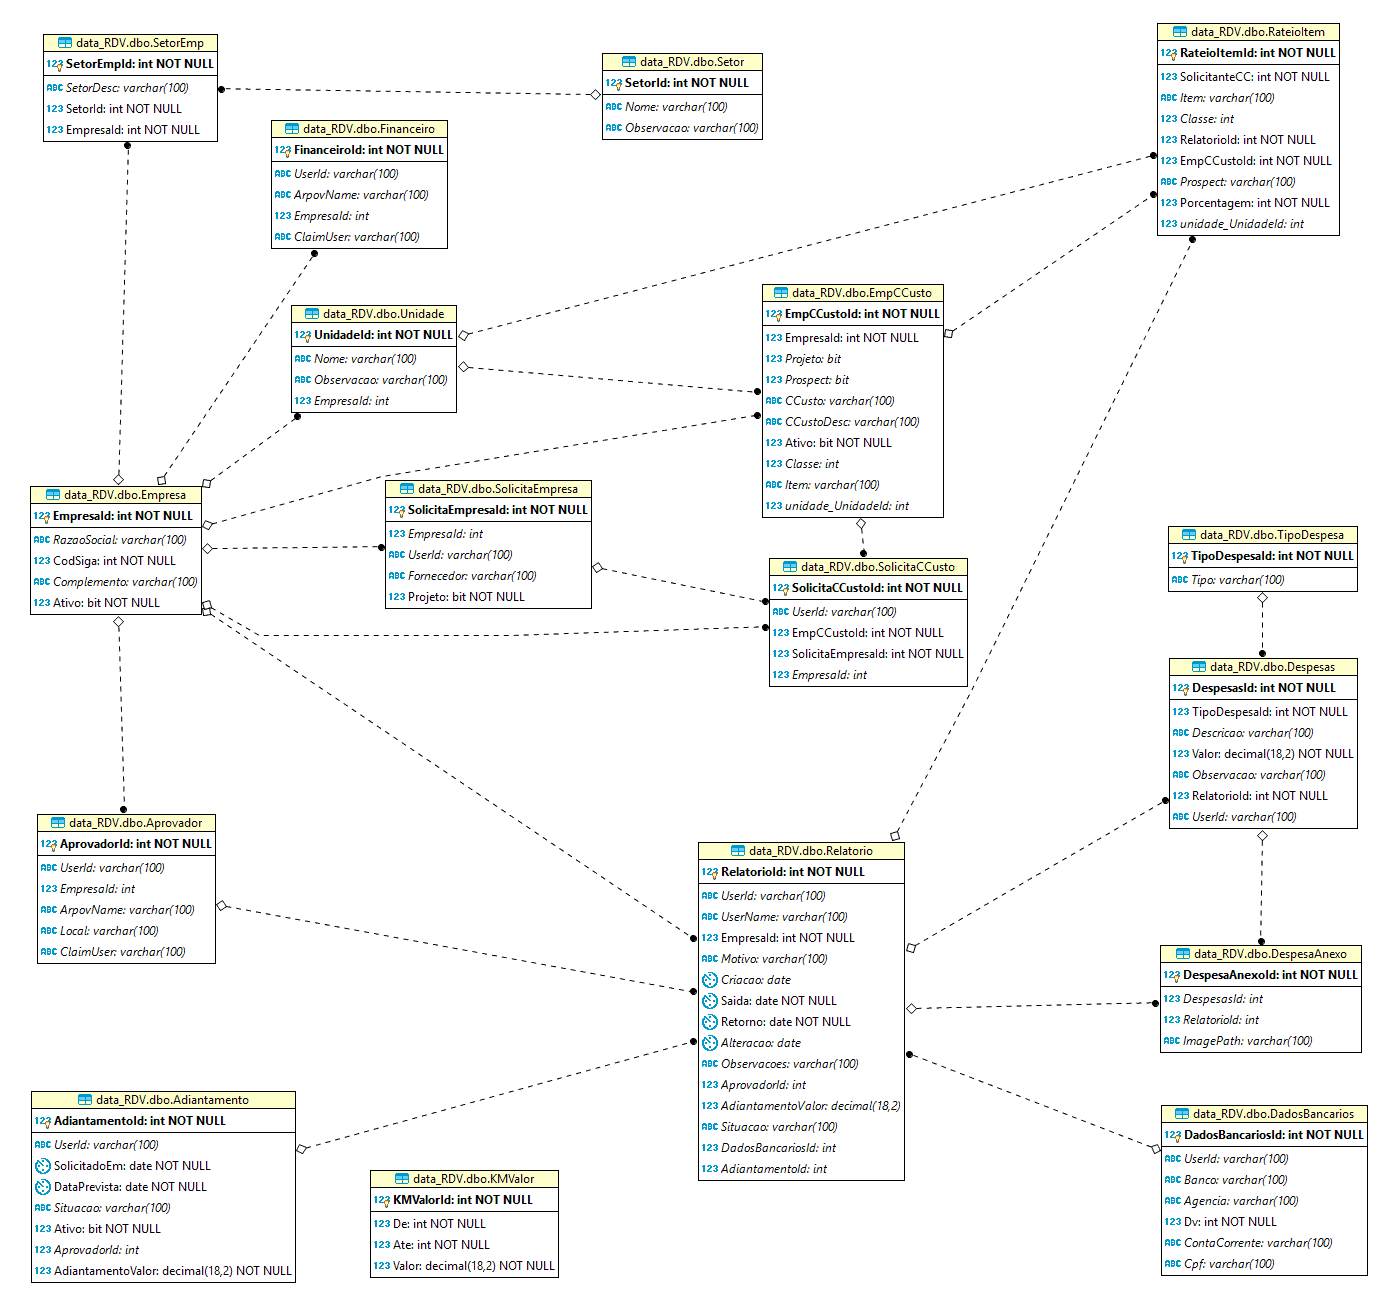 data_RDV.dbo.SetorEmp
123 SetorEmpId: int NOT NULL
ABC SetorDesc: varchar(100)
123 SetorId: int NOT NULL
123 EmpresaId: int NOT NULL
data_RDV.dbo.Setor
123 SetorId: int NOT NULL
ABC Nome: varchar(100)
ABC Observacao: varchar(100)
data_RDV.dbo.RateioItem
123 RateioItemId: int NOT NULL
123 SolicitanteCC: int NOT NULL
ABC Item: varchar(100)
123 Classe: int
123 RelatorioId: int NOT NULL
123 EmpCCustoId: int NOT NULL
ABC Prospect: varchar(100)
123 Porcentagem: int NOT NULL
123 unidade_UnidadeId: int
data_RDV.dbo.Financeiro
123 FinanceiroId: int NOT NULL
ABC UserId: varchar(100)
ABC ArpovName: varchar(100)
123 EmpresaId: int
ABC ClaimUser: varchar(100)
data_RDV.dbo.Unidade
123 UnidadeId: int NOT NULL
ABC Nome: varchar(100)
ABC Observacao: varchar(100)
123 EmpresaId: int
data_RDV.dbo.EmpCCusto
123 EmpCCustoId: int NOT NULL
123 EmpresaId: int NOT NULL
123 Projeto: bit
123 Prospect: bit
ABC CCusto: varchar(100)
ABC CCustoDesc: varchar(100)
123 Ativo: bit NOT NULL
123 Classe: int
ABC Item: varchar(100)
123 unidade_UnidadeId: int
data_RDV.dbo.Empresa
123 EmpresaId: int NOT NULL
ABC RazaoSocial: varchar(100)
123 CodSiga: int NOT NULL
ABC Complemento: varchar(100)
123 Ativo: bit NOT NULL
data_RDV.dbo.SolicitaEmpresa
123 SolicitaEmpresaId: int NOT NULL
123 EmpresaId: int
ABC UserId: varchar(100)
ABC Fornecedor: varchar(100)
123 Projeto: bit NOT NULL
data_RDV.dbo.SolicitaCCusto
123 SolicitaCCustoId: int NOT NULL
ABC UserId: varchar(100)
123 EmpCCustoId: int NOT NULL
123 SolicitaEmpresaId: int NOT NULL
123 EmpresaId: int
data_RDV.dbo.TipoDespesa
123 TipoDespesaId: int NOT NULL
ABC Tipo: varchar(100)
data_RDV.dbo.Despesas
123 DespesasId: int NOT NULL
123 TipoDespesaId: int NOT NULL
ABC Descricao: varchar(100)
123 Valor: decimal(18,2) NOT NULL
ABC Observacao: varchar(100)
123 RelatorioId: int NOT NULL
ABC UserId: varchar(100)
data_RDV.dbo.Aprovador
123 AprovadorId: int NOT NULL
ABC UserId: varchar(100)
123 EmpresaId: int
ABC ArpovName: varchar(100)
ABC Local: varchar(100)
ABC ClaimUser: varchar(100)
data_RDV.dbo.Relatorio
123 RelatorioId: int NOT NULL
ABC UserId: varchar(100)
ABC UserName: varchar(100)
123 EmpresaId: int NOT NULL
ABC Motivo: varchar(100)
Criacao: date
Saida: date NOT NULL
Retorno: date NOT NULL
Alteracao: date
ABC Observacoes: varchar(100)
123 AprovadorId: int
123 AdiantamentoValor: decimal(18,2)
ABC Situacao: varchar(100)
123 DadosBancariosId: int
123 AdiantamentoId: int
data_RDV.dbo.DespesaAnexo
123 DespesaAnexoId: int NOT NULL
123 DespesasId: int
123 RelatorioId: int
ABC ImagePath: varchar(100)
data_RDV.dbo.Adiantamento
123 AdiantamentoId: int NOT NULL
ABC UserId: varchar(100)
SolicitadoEm: date NOT NULL
DataPrevista: date NOT NULL
ABC Situacao: varchar(100)
123 Ativo: bit NOT NULL
123 AprovadorId: int
123 AdiantamentoValor: decimal(18,2) NOT NULL
data_RDV.dbo.KMValor
123 KMValorId: int NOT NULL
123 De: int NOT NULL
123 Ate: int NOT NULL
123 Valor: decimal(18,2) NOT NULL
data_RDV.dbo.DadosBancarios
123 DadosBancariosId: int NOT NULL
ABC UserId: varchar(100)
ABC Banco: varchar(100)
ABC Agencia: varchar(100)
123 Dv: int NOT NULL
ABC ContaCorrente: varchar(100)
ABC Cpf: varchar(100)